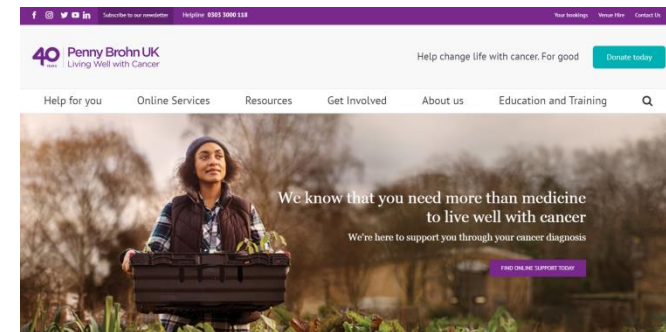 Subscribe to our newsletter Helpline 0303 3000 118 Your bookings Venue Hire Contact Us
40 YEARS Penny Brohn UK
Living Well with Cancer
Help change life with cancer. For good Donate today
Help for you Online Services Resources Get Involved About us Education and Training
We know that you need more than medicine
to live well with cancer
We're here to support you through your cancer diagnosis
FIND ONLINE SUPPORT TODAY